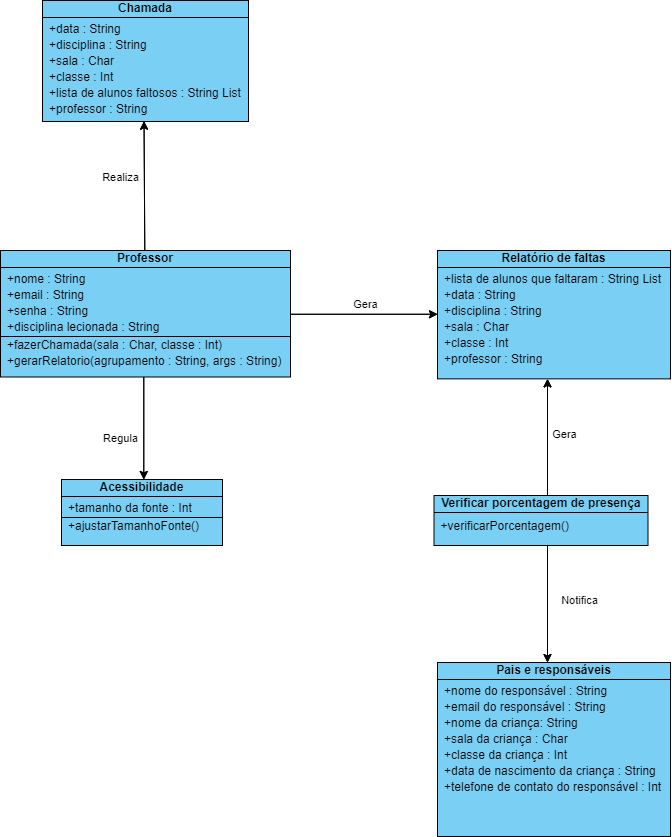 Chamada
+data : String
+disciplina : String
+sala : Char
+classe : Int
+lista de alunos faltosos : String List
+professor : String
Realiza
Professor
+nome : String
+email : String
+senha : String
+disciplina lecionada : String
+fazerChamada(sala : Char, classe : Int)
+gerarRelatorio(agrupamento : String, args : String)
Gera
Relatório de faltas
+lista de alunos que faltaram : String List
+data : String
+disciplina : String
+sala : Char
+classe : Int
+professor : String
Regula
Gera
Acessibilidade
+tamanho da fonte : Int
+ajustarTamanhoFonte()
Verificar porcentagem de presença
+verificarPorcentagem()
Notifica
Pais e responsáveis
+nome do responsável : String
+email do responsável : String
+nome da criança: String
+sala da criança : Char
+classe da criança : Int
+data de nascimento da criança : String
+telefone de contato do responsável : Int